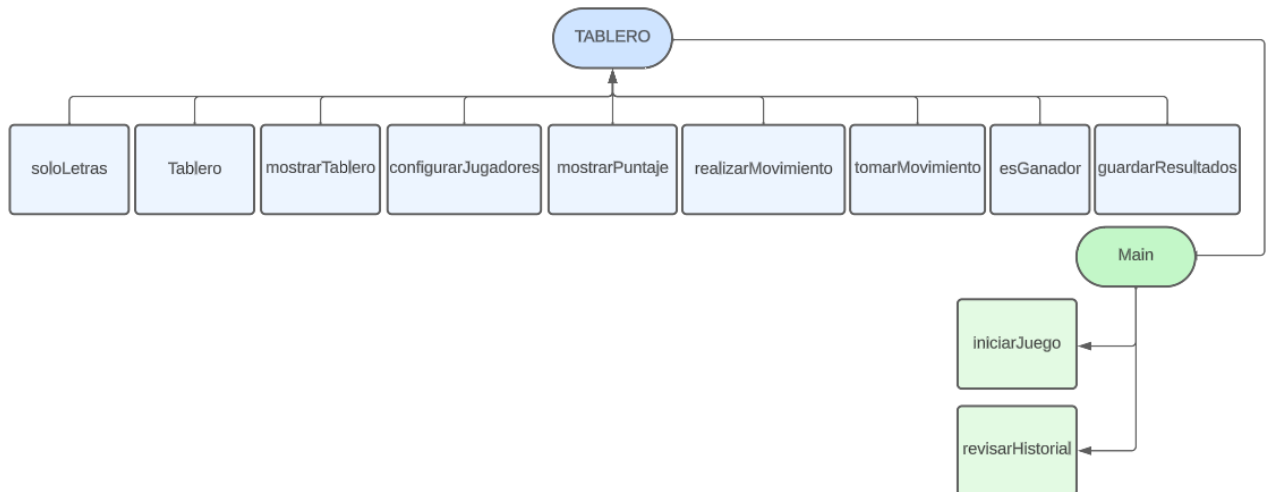 TABLERO
soloLetras
Tablero
mostrarTablero
configurarJugadores
mostrarPuntaje
realizarMovimiento
tomarMovimiento
esGanador
guardarResultados
Main
iniciarJuego
revisarHistorial